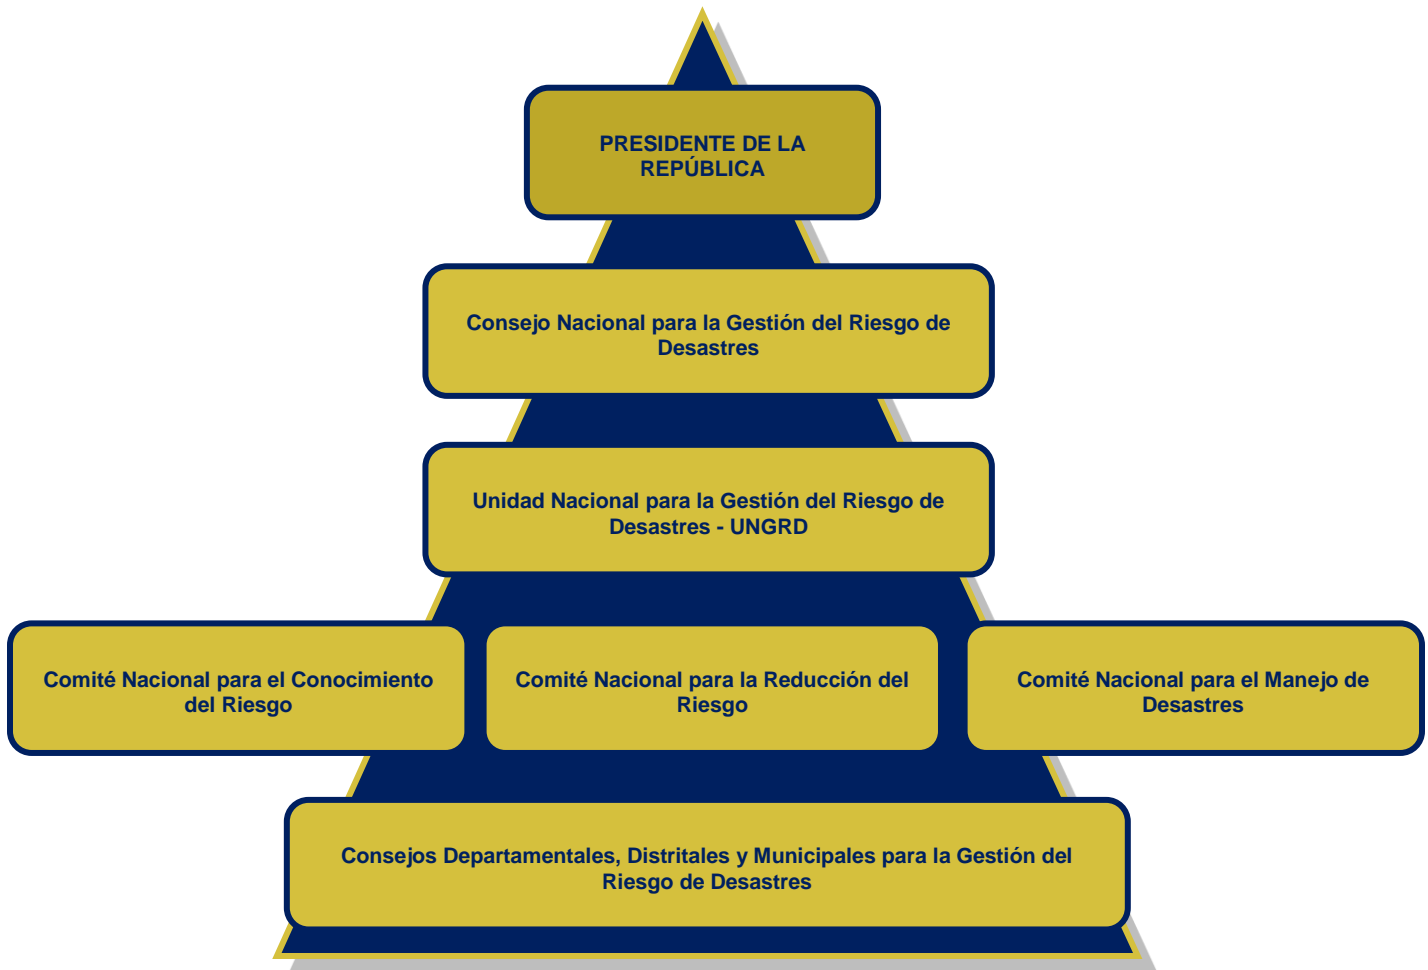 PRESIDENTE DE LA
REPÚBLICA
Consejo Nacional para la Gestión del Riesgo de
Desastres
Unidad Nacional para la Gestión del Riesgo de
Desastres - UNGRD
Comité Nacional para el Conocimiento
del Riesgo
Comité Nacional para la Reducción del
Riesgo
Comité Nacional para el Manejo de
Desastres
Consejos Departamentales, Distritales y Municipales para la Gestión del
Riesgo de Desastres